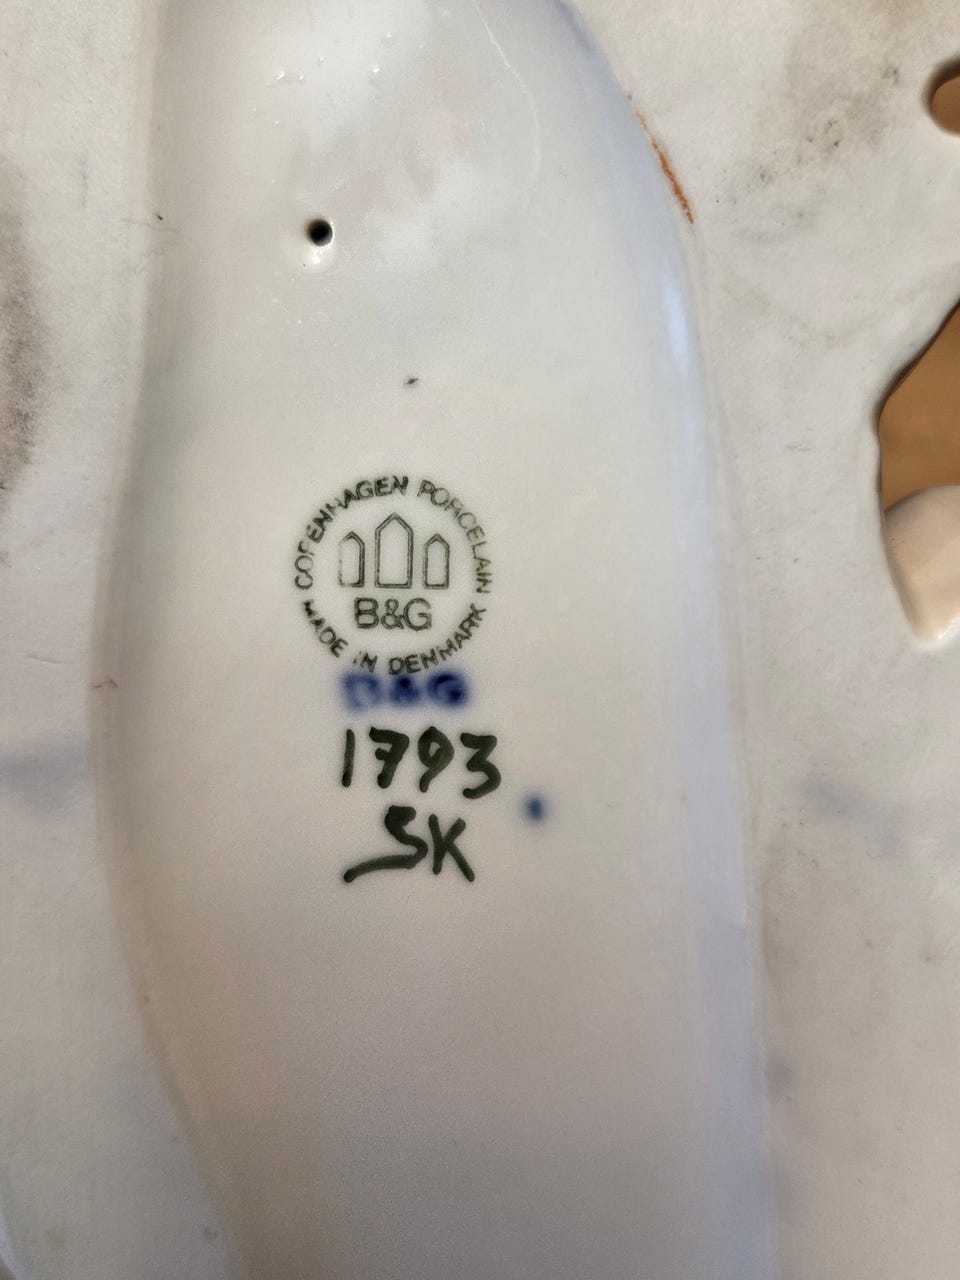 COPENHAGEN PORCELAIN
B&G
MADE IN DENMARK
B&G
1793
SK